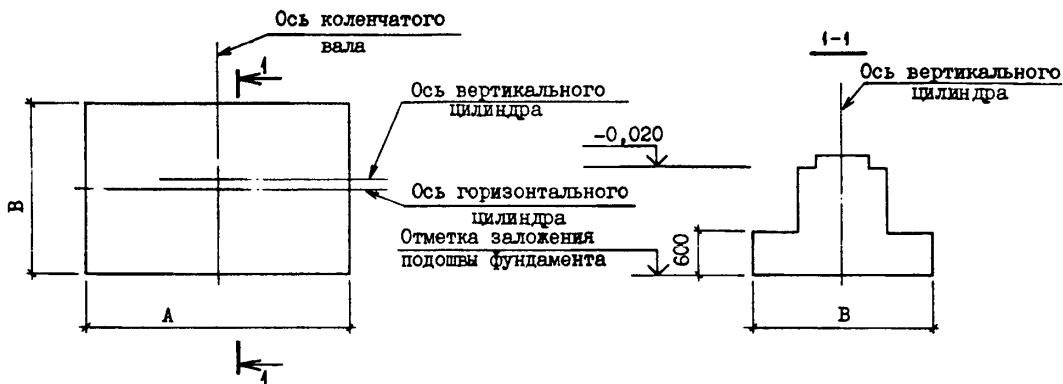 Ось коленчатого
вала
1
Ось вертикального
цилиндра
Ось горизонтального
цилиндра
В
А
1
Отметка заложения
подошвы фундамента
-0,020
1-1
Ось вертикального
цилиндра
600
В